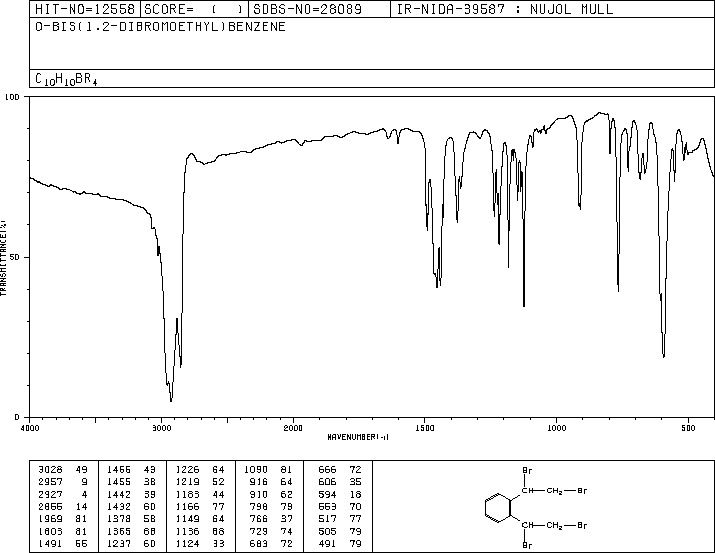 HIT-NO=12558 SCORE= ( ) SDBS-NO=28089 IR-NIDA-39587 : NUJOL MULL
O-BIS(1,2-DIBROMOETHYL)BENZENE
C10H10BR4
100
50
0
TRANSMITTANCE(%)
4000 3000 2000 1500 1000 500
WAVENUMBER(-1)
3028 49 1466 43 1226 64 1090 81 666 72
2957 9 1455 38 1219 52 916 64 606 35
2927 4 1442 39 1183 44 910 62 594 18
2866 14 1432 60 1166 77 798 79 553 70
1969 81 1378 58 1149 64 766 37 517 77
1803 81 1365 68 1136 68 729 74 505 79
1491 56 1237 60 1124 33 683 72 491 79
Br
CH—CH2—Br
CH—CH2—Br
Br